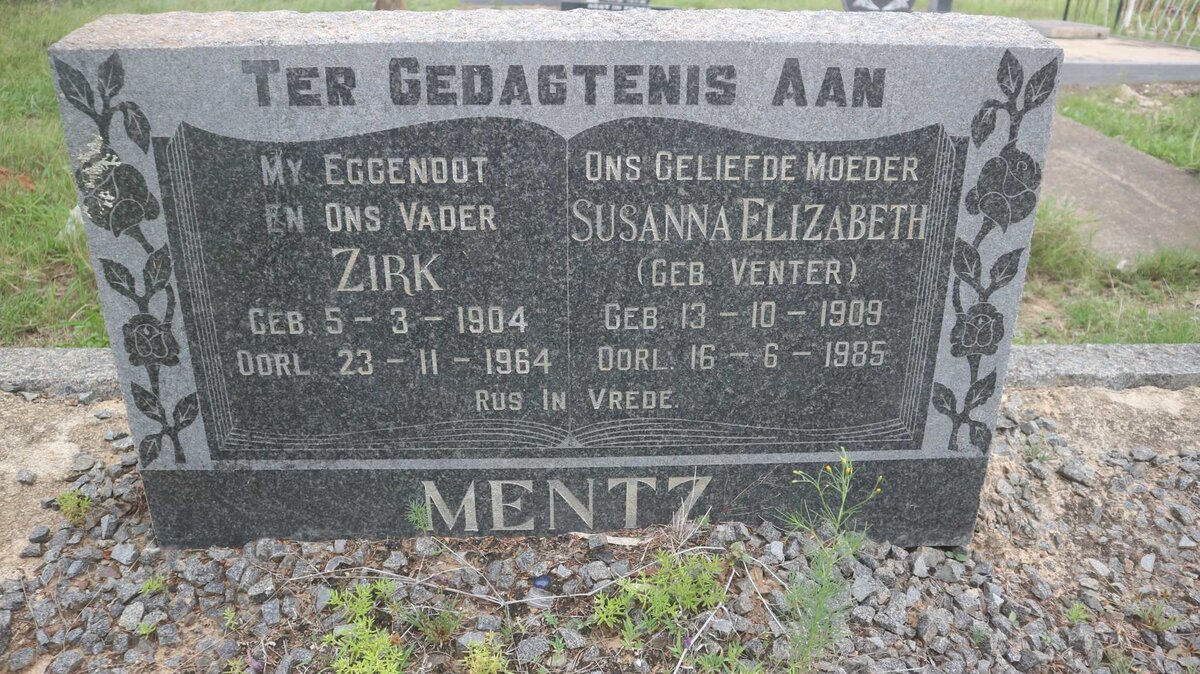 TER GEDAGTENIS AAN
MY EGGENOOT
EN ONS VADER
ZIRK
GEB. 5 - 3 - 1904
OORL. 23 - 11 - 1964
ONS GELIEFDE MOEDER
SUSANNA ELIZABETH
(GEB. VENTER)
GEB. 13 - 10 - 1909
OORL. 16 - 6 - 1985
RUS IN VREDE.
MENTZ